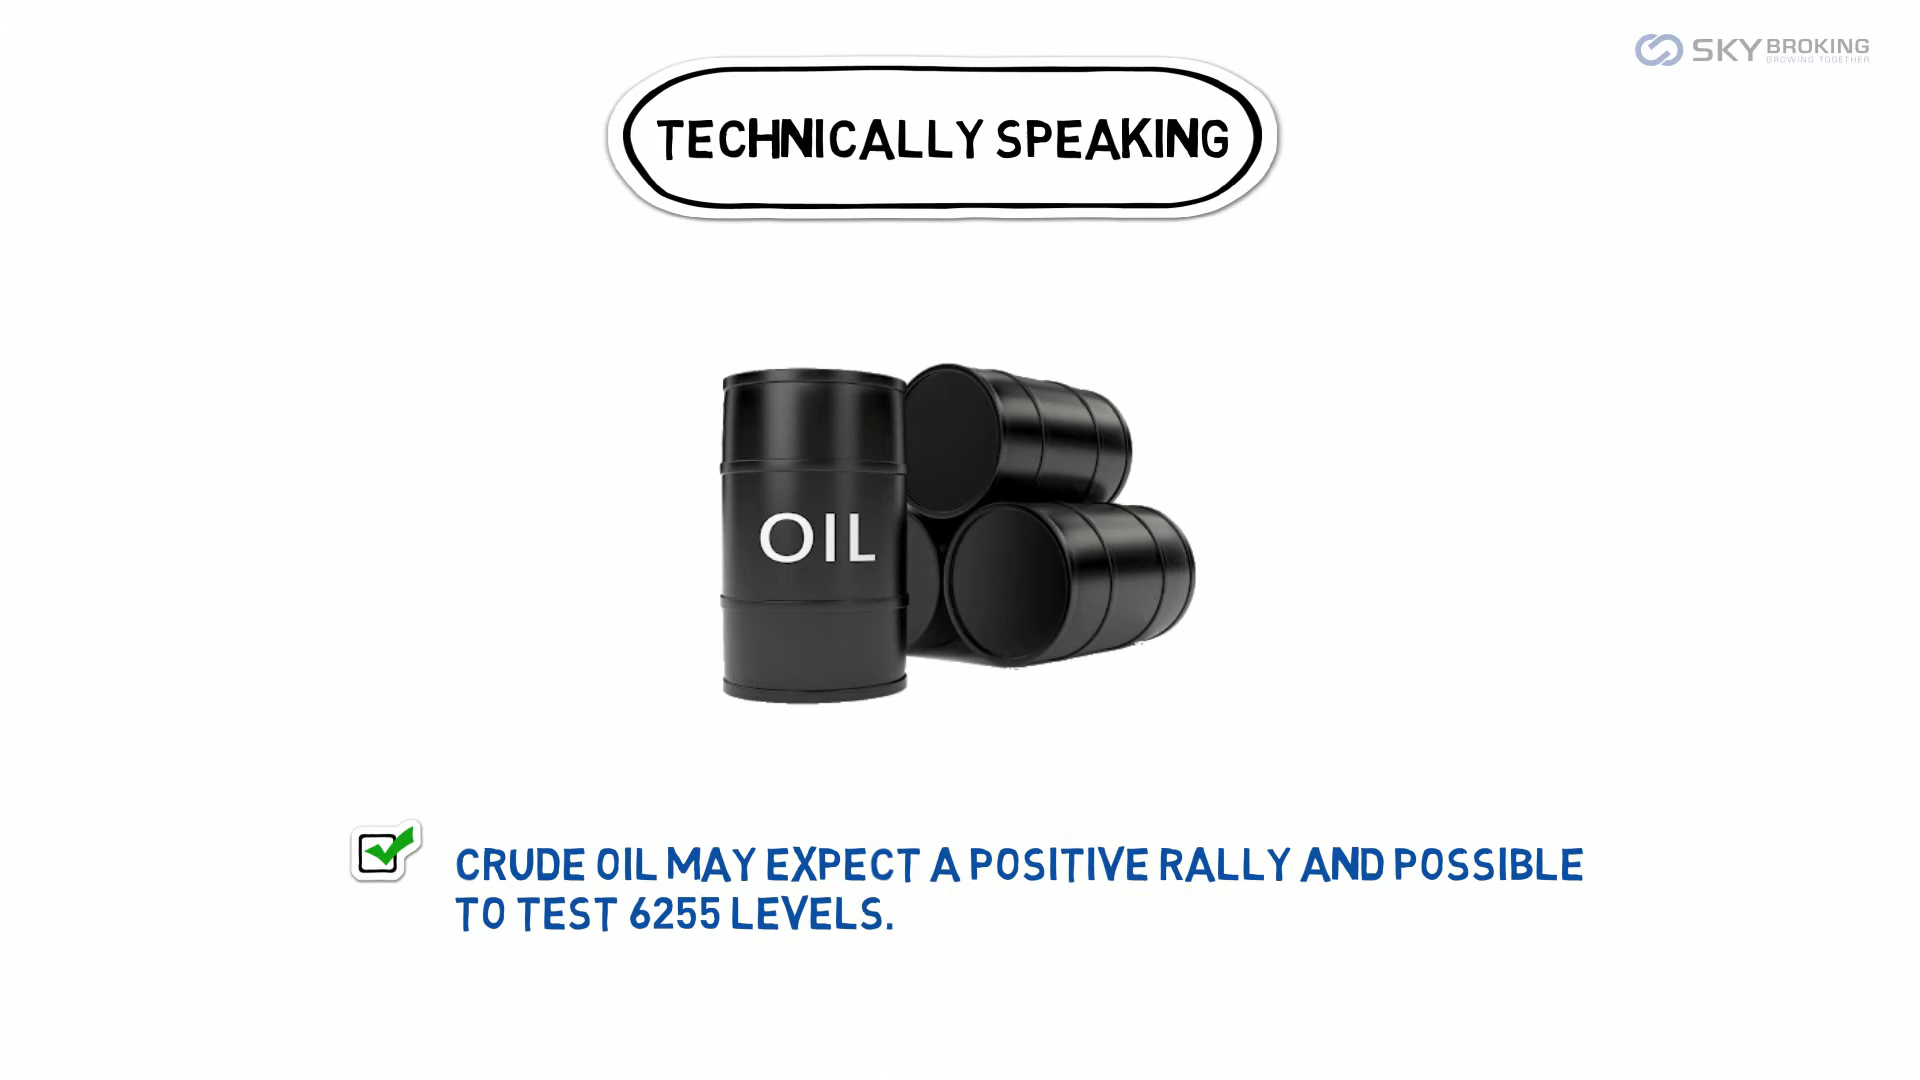 SKY BROKING
GROWING TOGETHER
TECHNICALLY SPEAKING
OIL
CRUDE OIL MAY EXPECT A POSITIVE RALLY AND POSSIBLE
TO TEST 6255 LEVELS.